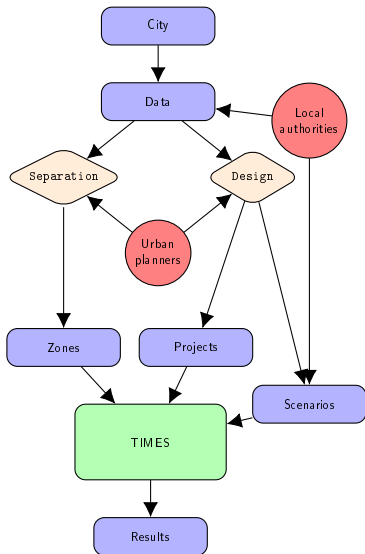 City
Data
Local
authorities
Separation
Design
Urban
planners
Zones
Projects
Scenarios
TIMES
Results